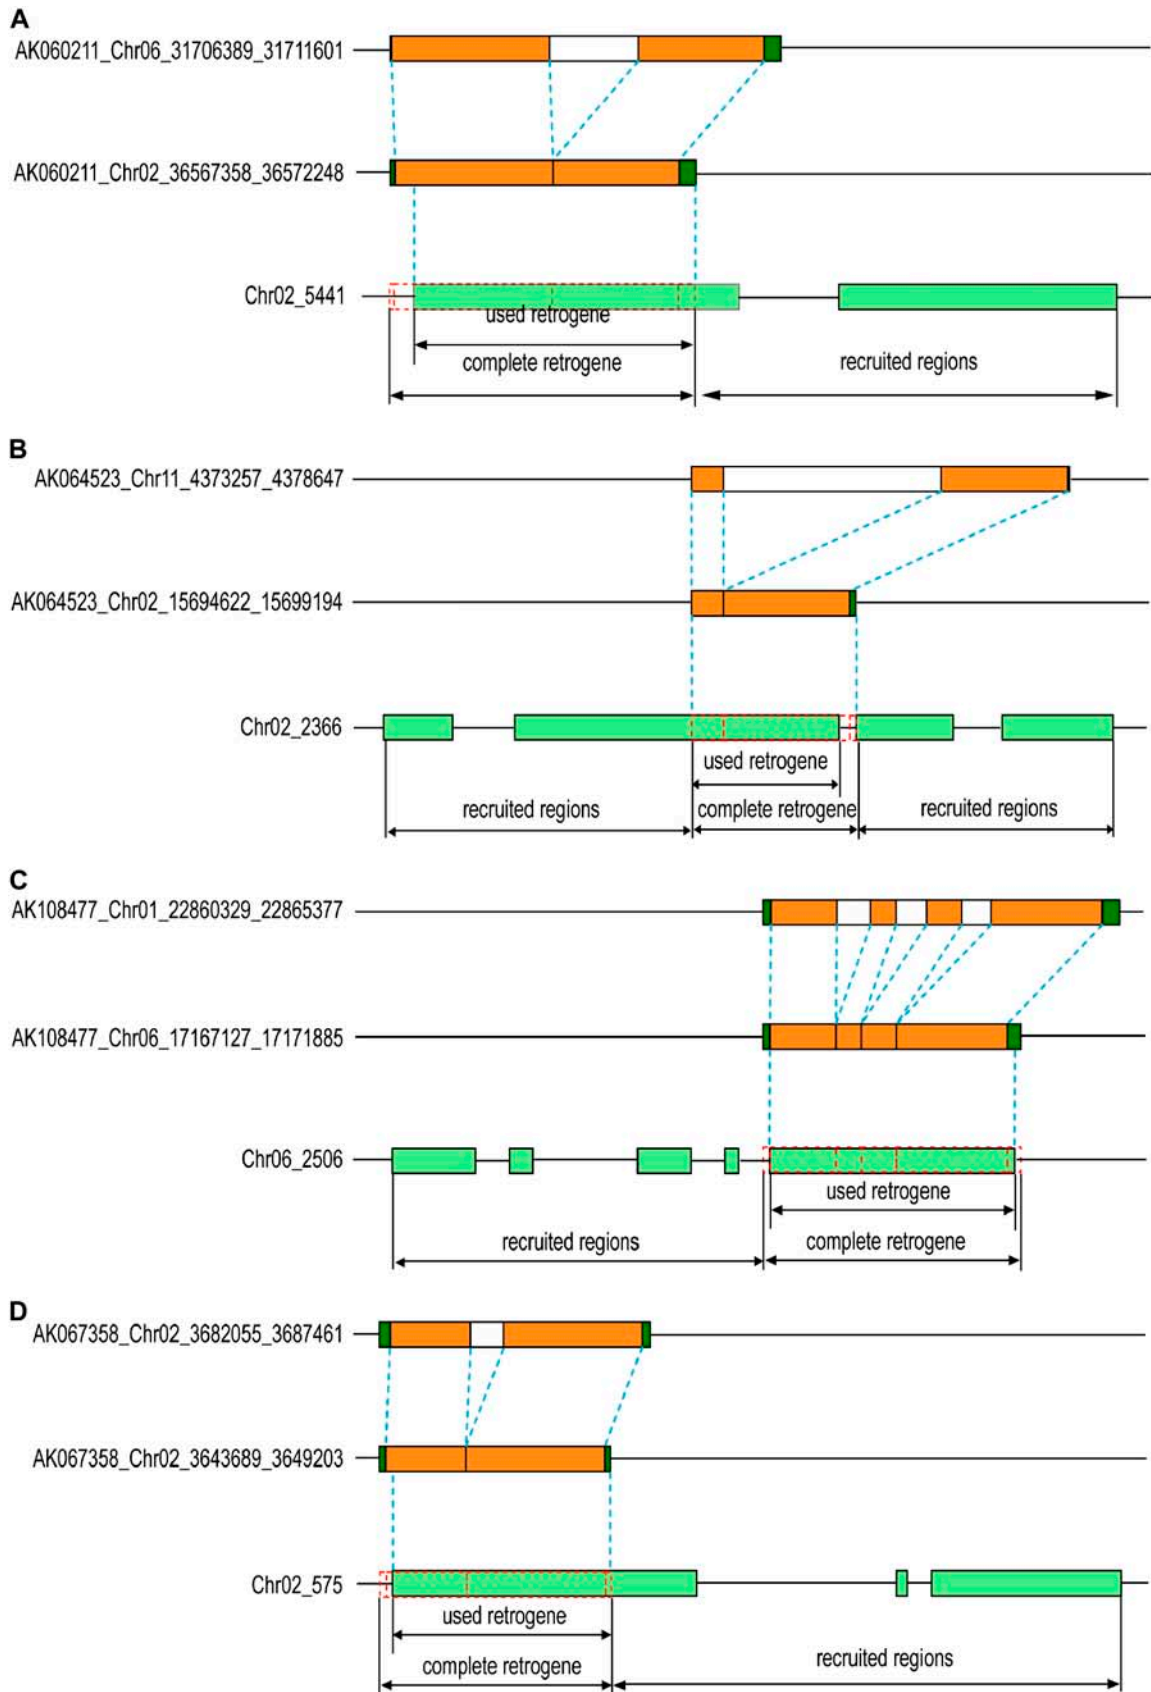 A
AK060211_Chr06_31706389_31711601
AK060211_Chr02_36567358_36572248
Chr02_5441
used retrogene
complete retrogene
recruited regions
B
AK064523_Chr11_4373257_4378647
AK064523_Chr02_15694622_15699194
Chr02_2366
used retrogene
recruited regions
complete retrogene
recruited regions
C
AK108477_Chr01_22860329_22865377
AK108477_Chr06_17167127_17171885
Chr06_2506
used retrogene
recruited regions
complete retrogene
D
AK067358_Chr02_3682055_3687461
AK067358_Chr02_3643689_3649203
Chr02_575
used retrogene
complete retrogene
recruited regions